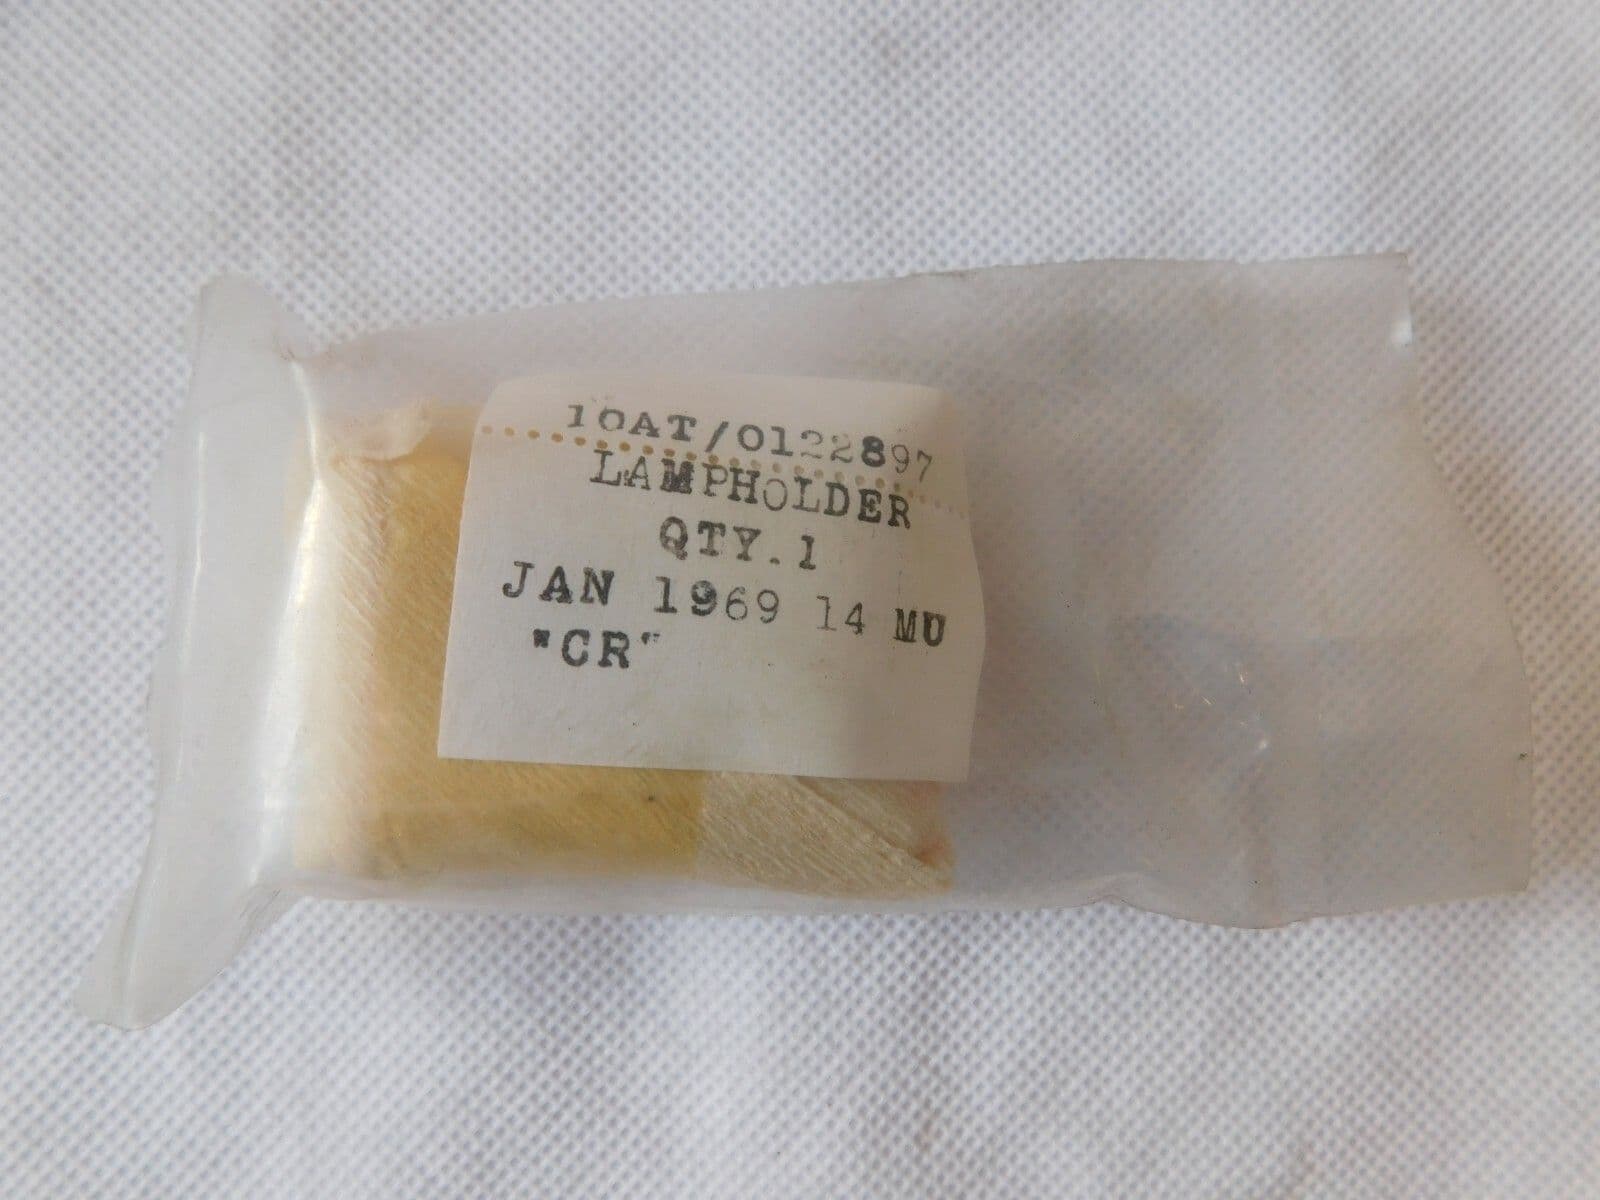 10AT/0122897
LAMPHOLDER
QTY.1
JAN 1969 14 MU
"CR"